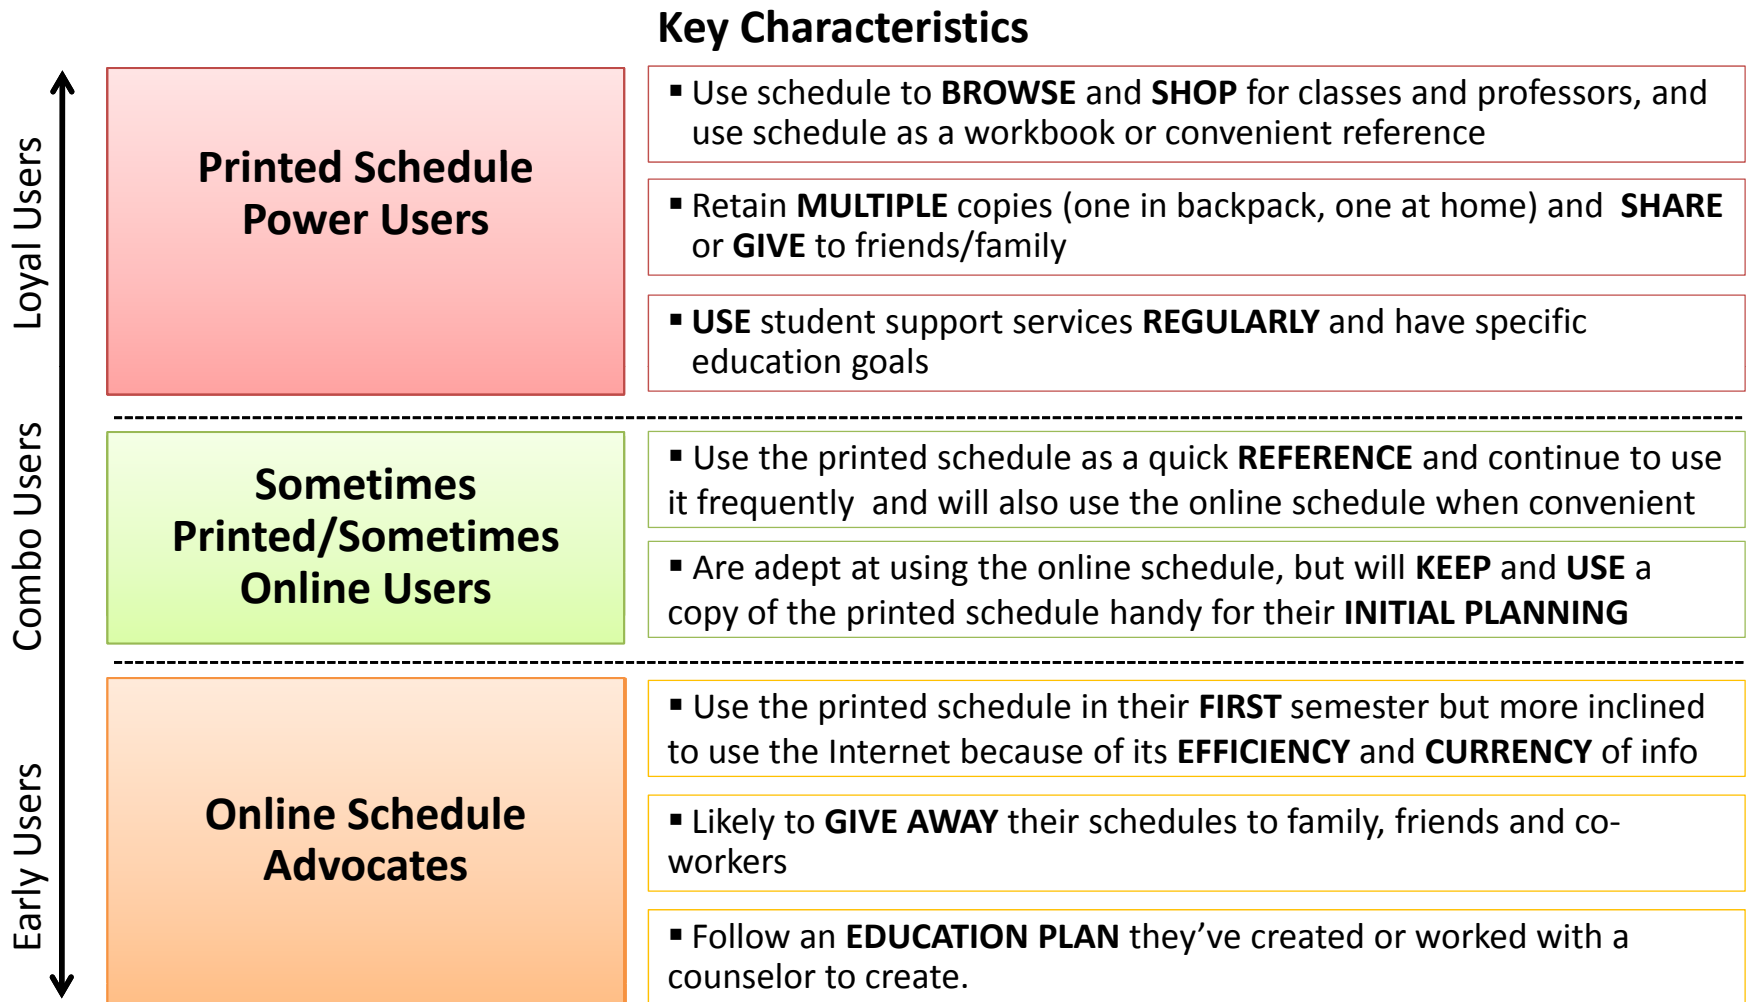 Key Characteristics
Loyal Users
Printed Schedule
Power Users
▪ Use schedule to BROWSE and SHOP for classes and professors, and
use schedule as a workbook or convenient reference
▪ Retain MULTIPLE copies (one in backpack, one at home) and SHARE
or GIVE to friends/family
▪ USE student support services REGULARLY and have specific
education goals
Combo Users
Sometimes
Printed/Sometimes
Online Users
▪ Use the printed schedule as a quick REFERENCE and continue to use
it frequently and will also use the online schedule when convenient
▪ Are adept at using the online schedule, but will KEEP and USE a
copy of the printed schedule handy for their INITIAL PLANNING
Early Users
Online Schedule
Advocates
▪ Use the printed schedule in their FIRST semester but more inclined
to use the Internet because of its EFFICIENCY and CURRENCY of info
▪ Likely to GIVE AWAY their schedules to family, friends and co-
workers
▪ Follow an EDUCATION PLAN they’ve created or worked with a
counselor to create.